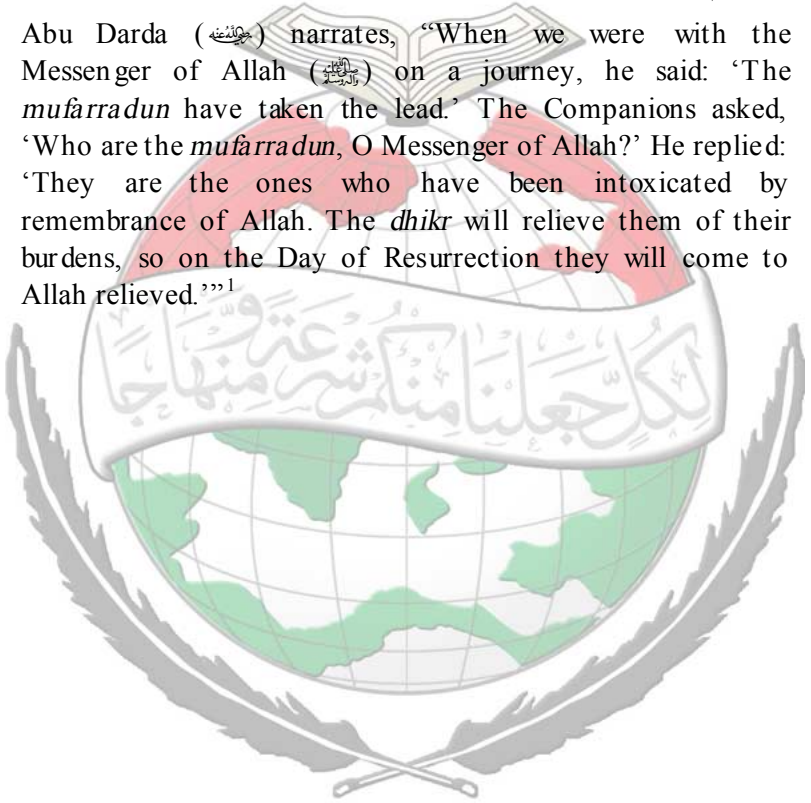 Abu Darda (رضي الله عنه) narrates, “When we were with the
Messenger of Allah (ﷺ) on a journey, he said: ‘The
mufarradun have taken the lead.’ The Companions asked,
‘Who are the mufarradun, O Messenger of Allah?’ He replied:
‘They are the ones who have been intoxicated by
remembrance of Allah. The dhikr will relieve them of their
burdens, so on the Day of Resurrection they will come to
Allah relieved.’”1
لِكُلٍّ جَعَلْنَا مِنكُمْ شِرْعَةً وَمِنْهَاجًا